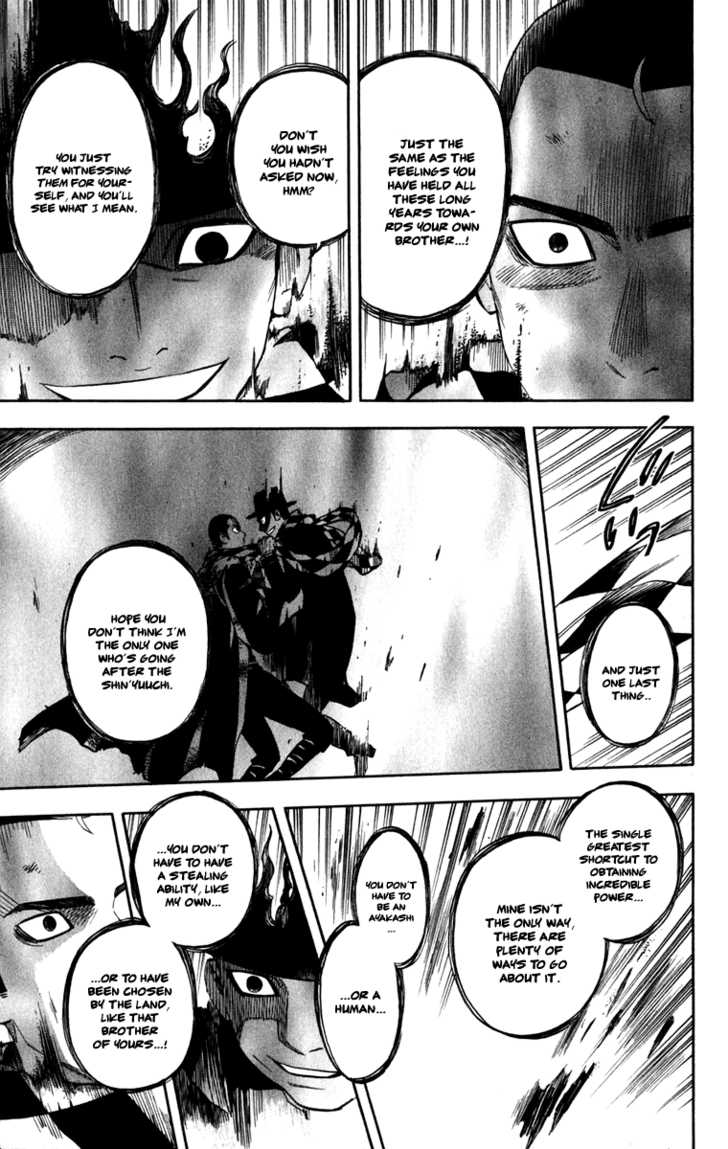 JUST THE
SAME AS THE
FEELINGS YOU
HAVE HELD ALL
THESE LONG
YEARS TOWA-
RDS YOUR OWN
BROTHER...!
DON'T
YOU WISH
YOU HADN'T
ASKED NOW,
HMM?
YOU JUST
TRY WITNESSING
THEM FOR YOUR-
SELF, AND YOU'LL
SEE WHAT I MEAN.
AND JUST
ONE LAST
THING..
HOPE YOU
DON'T THINK I'M
THE ONLY ONE
WHO'S GOING
AFTER THE
SHIN'YUUCHI.
THE SINGLE
GREATEST
SHORTCUT TO
OBTAINING
INCREDIBLE
POWER...
MINE ISN'T
THE ONLY WAY,
THERE ARE
PLENTY OF
WAYS TO GO
ABOUT IT.
YOU DON'T
HAVE TO
BE AN
AYAKASHI
...
...OR A
HUMAN...
...YOU DON'T
HAVE TO HAVE
A STEALING
ABILITY, LIKE
MY OWN...
...OR TO HAVE
BEEN CHOSEN
BY THE LAND,
LIKE THAT
BROTHER
OF YOURS...!